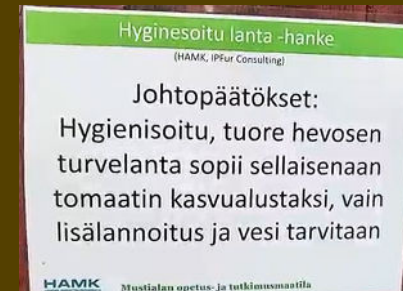 Hyginesoitu lanta -hanke
(HAMK, IPFur Consulting)
Johtopäätökset:
Hygienisoitu, tuore hevosen
turvelanta sopii sellaisenaan
tomaatin kasvualustaksi, vain
lisälannoitus ja vesi tarvitaan
HAMK Mustialan opetus- ja tutkimusmaatila